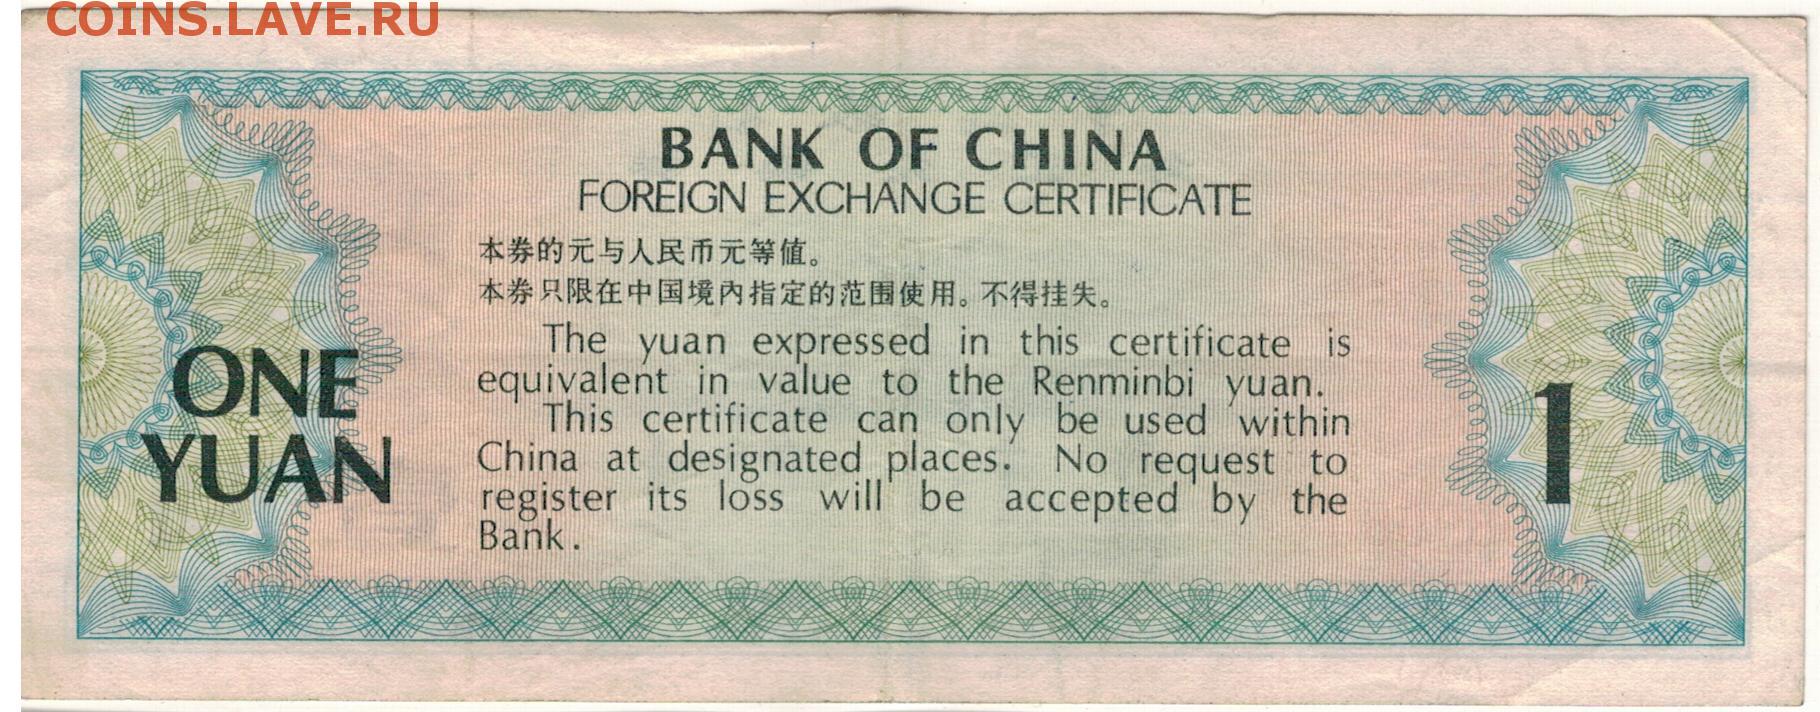 COINS.LAVE.RU
BANK OF CHINA
FOREIGN EXCHANGE CERTIFICATE
本券的元与人民币元等值。
本券只限在中国境内指定的范围使用。不得挂失。
The yuan expressed in this certificate is
equivalent in value to the Renminbi yuan.
This certificate can only be used within
China at designated places. No request to
register its loss will be accepted by the
Bank.
ONE
YUAN
1